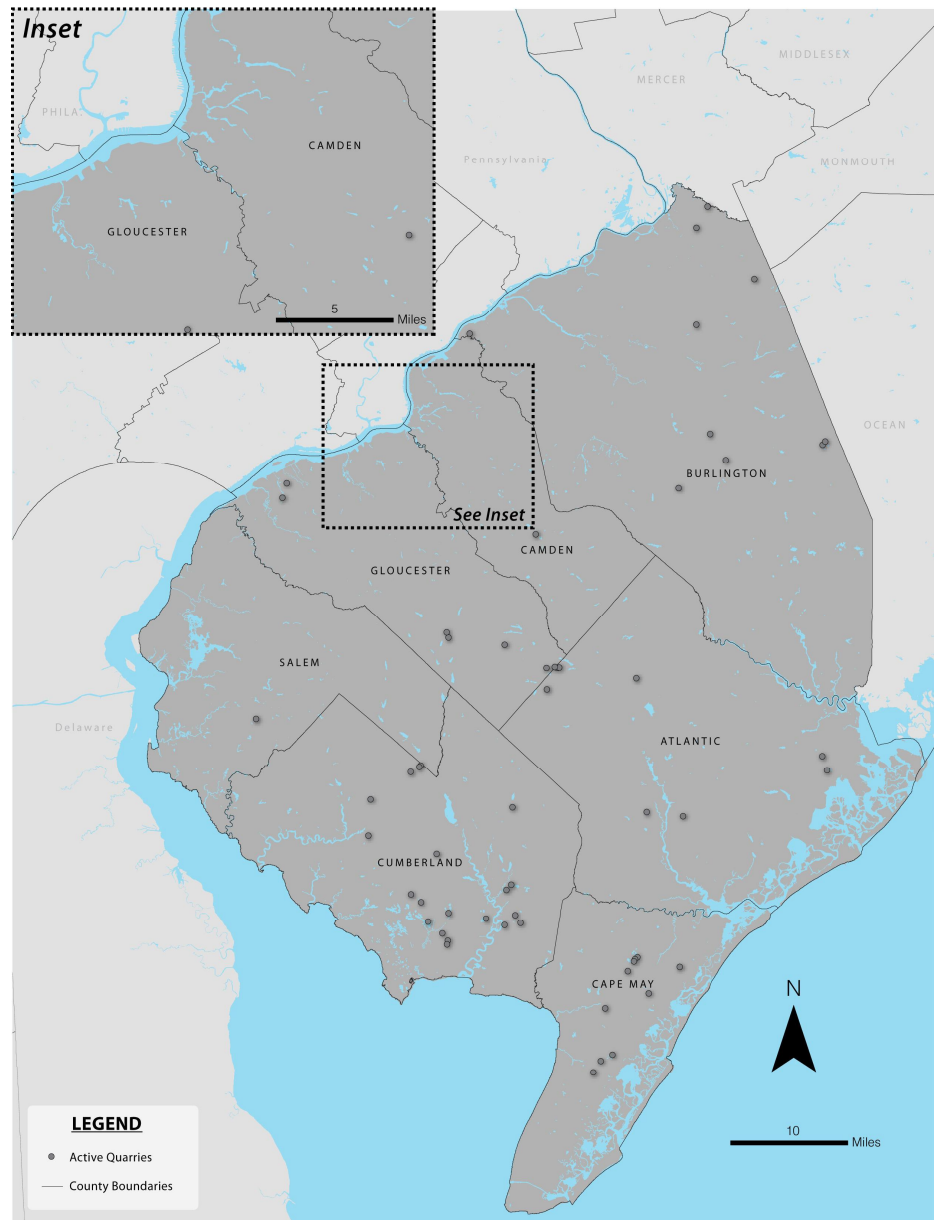 Inset
PHILA.
CAMDEN
GLOUCESTER
5
Miles
MERCER
MIDDLESEX
Pennsylvania
MONMOUTH
OCEAN
BURLINGTON
See Inset
CAMDEN
GLOUCESTER
SALEM
Delaware
ATLANTIC
CUMBERLAND
CAPE MAY
N
10
Miles
LEGEND
Active Quarries
County Boundaries